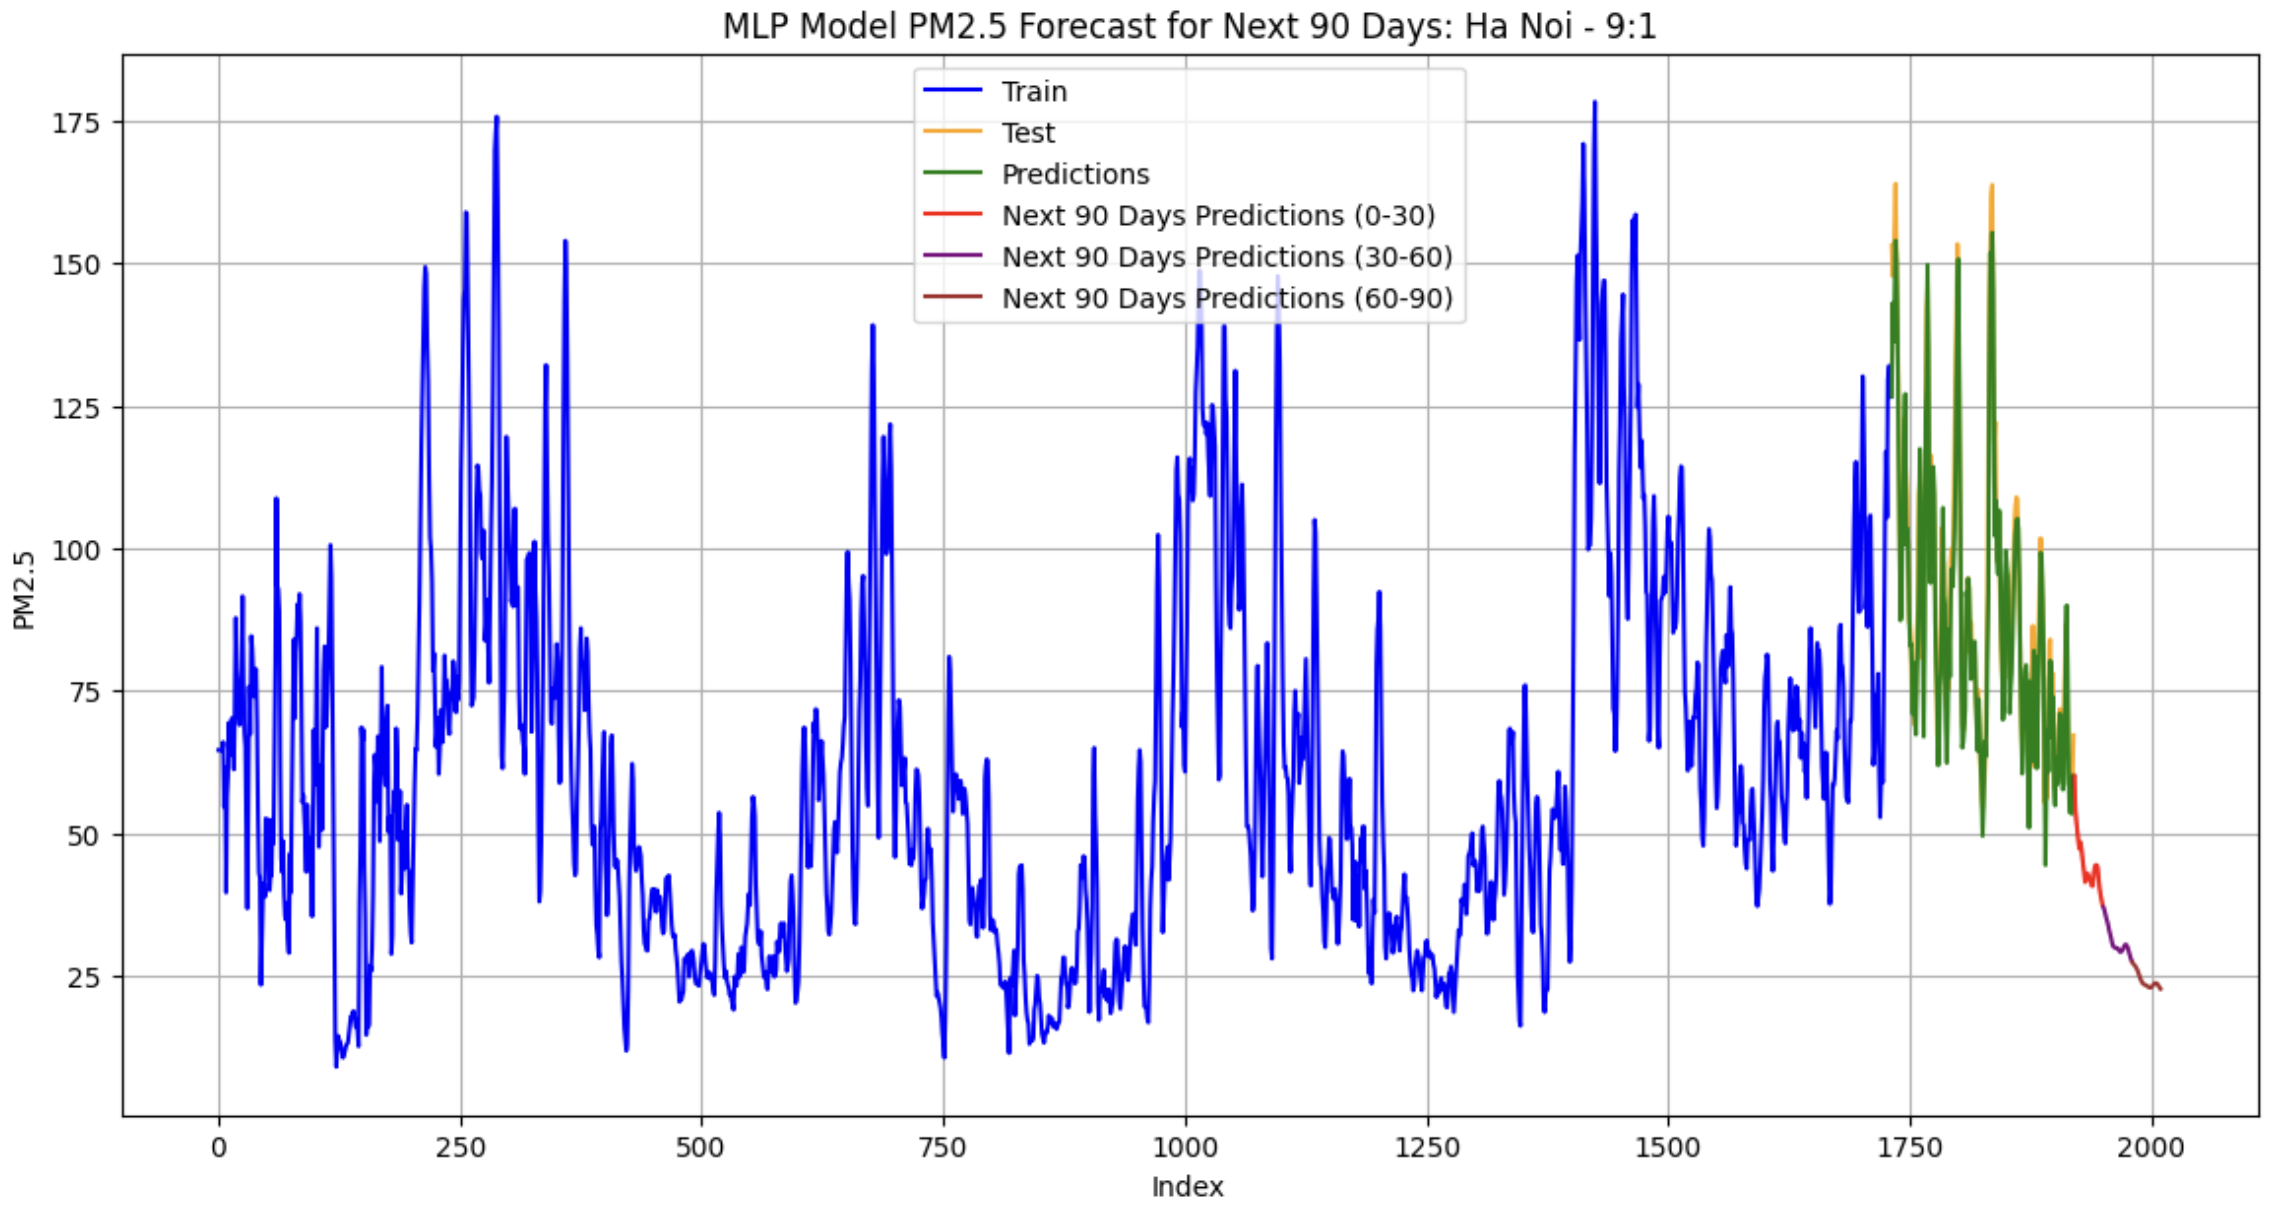 MLP Model PM2.5 Forecast for Next 90 Days: Ha Noi - 9:1
Train
Test
Predictions
Next 90 Days Predictions (0-30)
Next 90 Days Predictions (30-60)
Next 90 Days Predictions (60-90)
175
150
125
100
75
50
25
PM2.5
0 250 500 750 1000 1250 1500 1750 2000
Index